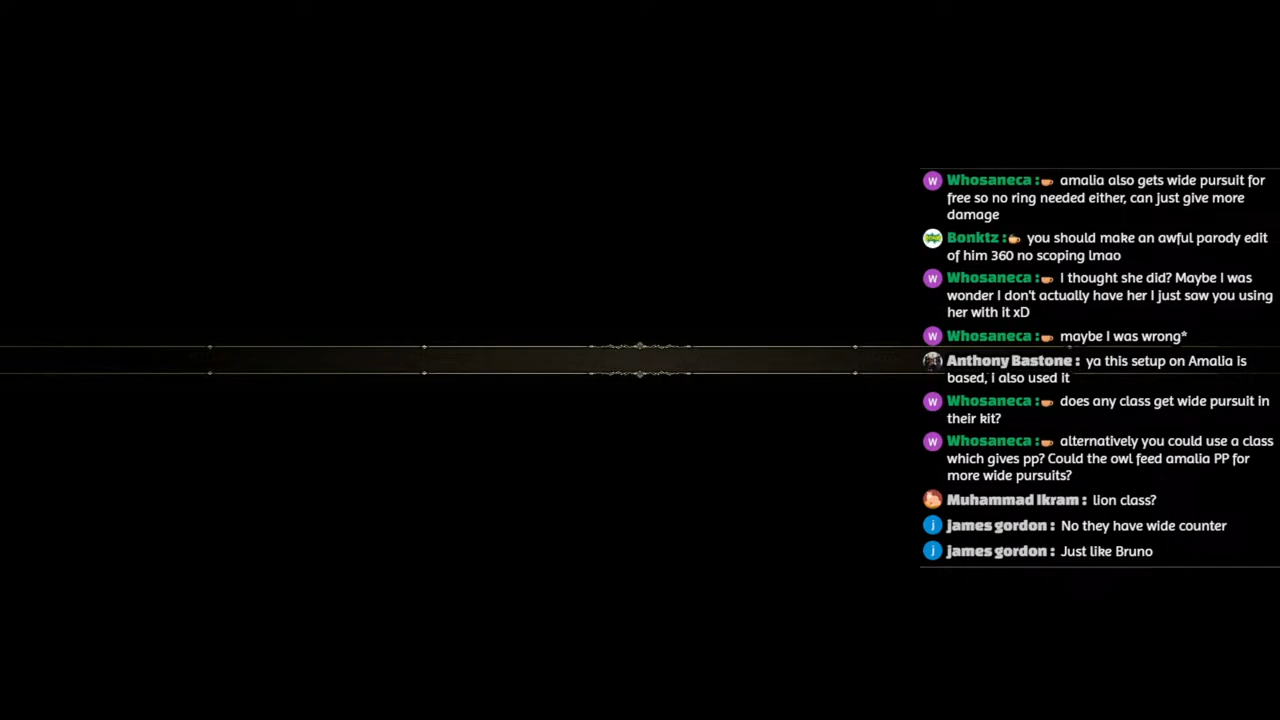 W Whosaneca : amalia also gets wide pursuit for
free so no ring needed either, can just give more
damage
Bonktz : you should make an awful parody edit
of him 360 no scoping lmao
W Whosaneca : I thought she did? Maybe I was
wonder I don't actually have her I just saw you using
her with it xD
W Whosaneca : maybe I was wrong*
Anthony Bastone : ya this setup on Amalia is
based, i also used it
W Whosaneca : does any class get wide pursuit in
their kit?
W Whosaneca : alternatively you could use a class
which gives pp? Could the owl feed amalia PP for
more wide pursuits?
Muhammad Ikram : lion class?
j james gordon : No they have wide counter
j james gordon : Just like Bruno